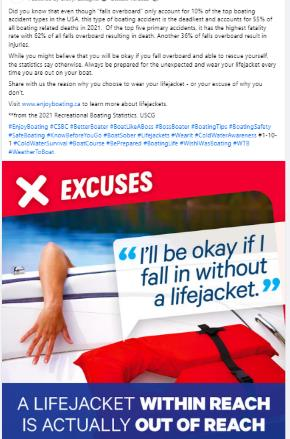 Did you know that even though "falls overboard" only account for 10% of the top boating
accident types in the USA, this type of boating accident is the deadliest and accounts for 55% of
all boating related deaths in 2021. Of the top five primary accidents, it has the highest fatality
rate with 62% of all falls overboard resulting in death. Another 36% of falls overboard result in
injuries.
While you might believe that you will be okay if you fall overboard and able to rescue yourself,
the statistics say otherwise. Always be prepared for the unexpected and wear your lifejacket every
time you are out on your boat.
Share with us the reason why you choose to wear your lifejacket - or your excuse of why you
don't.
Visit www.enjoyboating.ca to learn more about lifejackets.
**from the 2021 Recreational Boating Statistics USCG
#EnjoyBoating #CSBC #BetterBoater #BoatLikeABoss #BossBoater #BoatingTips #BoatingSafety
#SafeBoating #KnowBeforeYouGo #BoatSober #Lifejackets #WearIt #ColdWaterAwareness #1-10-
1 #ColdWaterSurvival #BoatCourse #BePrepared #BoatingLife #WishIWasBoating #WTB
#WeatherToBoat
EXCUSES
“I’ll be okay if I
fall in without
a lifejacket.”
A LIFEJACKET WITHIN REACH
IS ACTUALLY OUT OF REACH